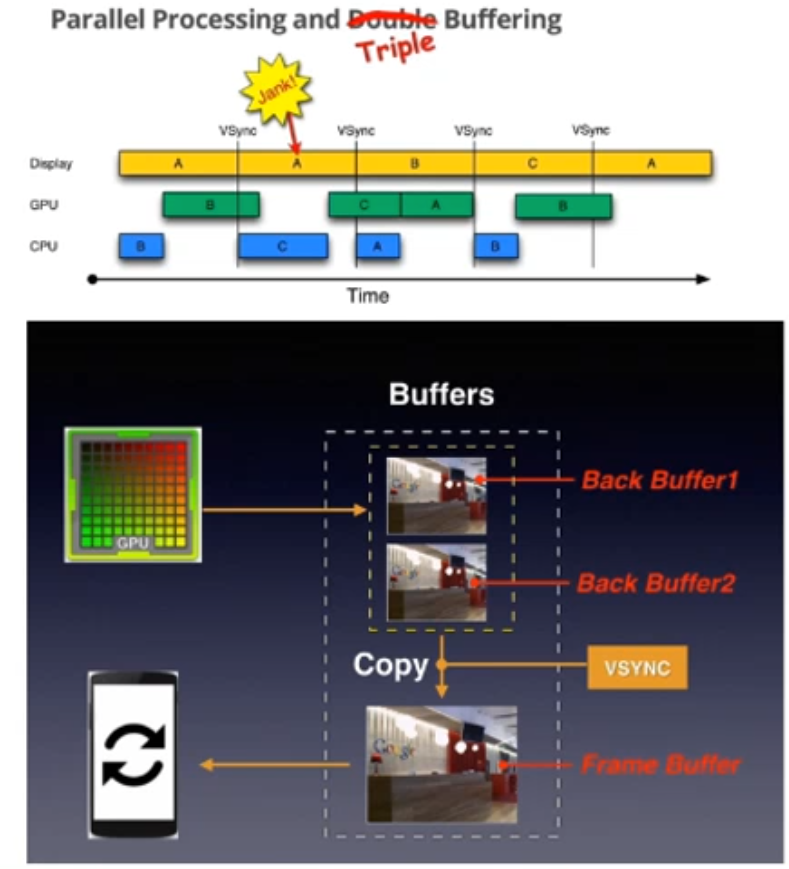 Parallel Processing and Double Buffering
Triple
Jank!
VSync VSync VSync VSync
Display A A B C A
GPU B C A B
CPU B C A B
Time
Buffers
Back Buffer1
GPU
Back Buffer2
Copy
VSYNC
Frame Buffer
Google